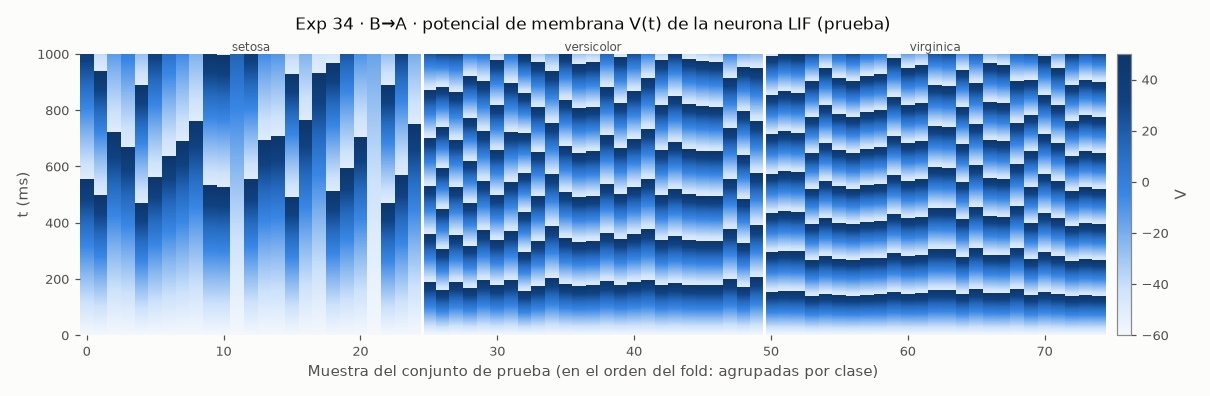 Exp 34 · B→A · potencial de membrana V(t) de la neurona LIF (prueba)
setosa versicolor virginica
1000
800
600
400
200
0
t (ms)
0 10 20 30 40 50 60 70
Muestra del conjunto de prueba (en el orden del fold: agrupadas por clase)
40
20
0
−20
−40
−60
V